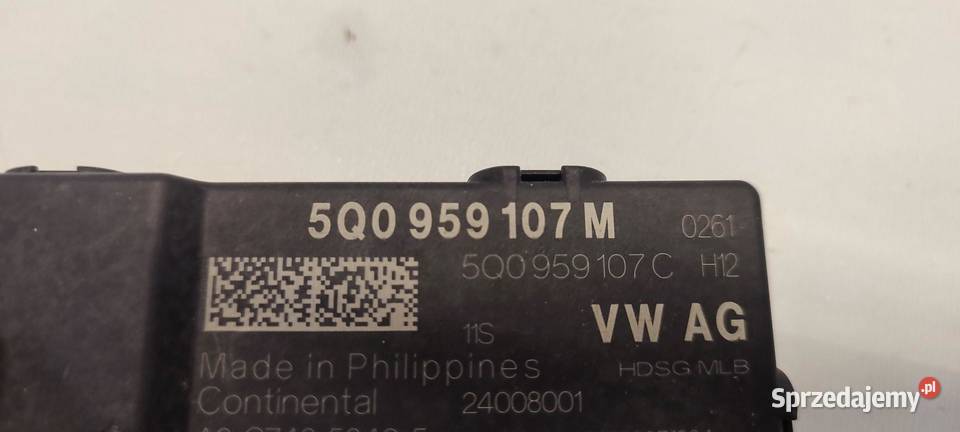 5Q0 959 107 M 0261
5Q0 959 107 C H12
11S VW AG
Made in Philippines HDSG MLB
Continental 24008001
Sprzedajemy.pl